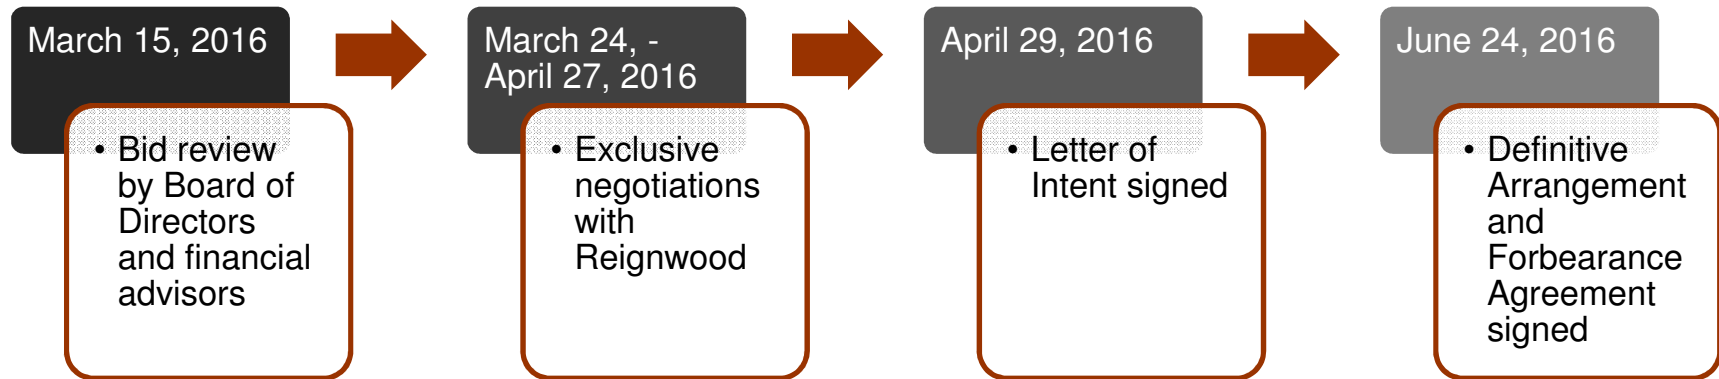 March 15, 2016
• Bid review
by Board of
Directors
and financial
advisors
March 24, -
April 27, 2016
• Exclusive
negotiations
with
Reignwood
April 29, 2016
• Letter of
Intent signed
June 24, 2016
• Definitive
Arrangement
and
Forbearance
Agreement
signed